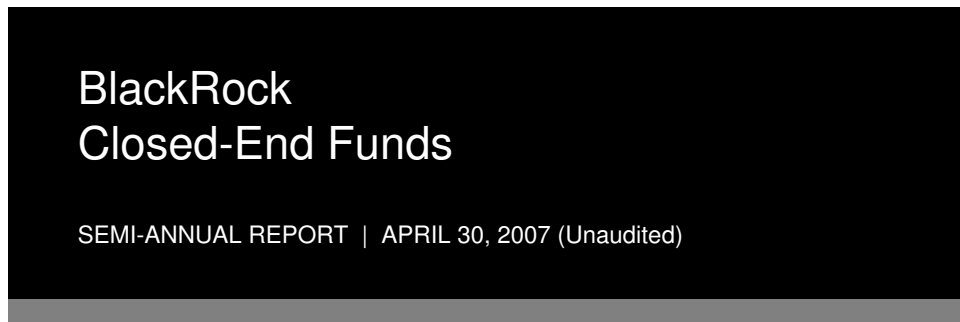 BlackRock
Closed-End Funds
SEMI-ANNUAL REPORT | APRIL 30, 2007 (Unaudited)